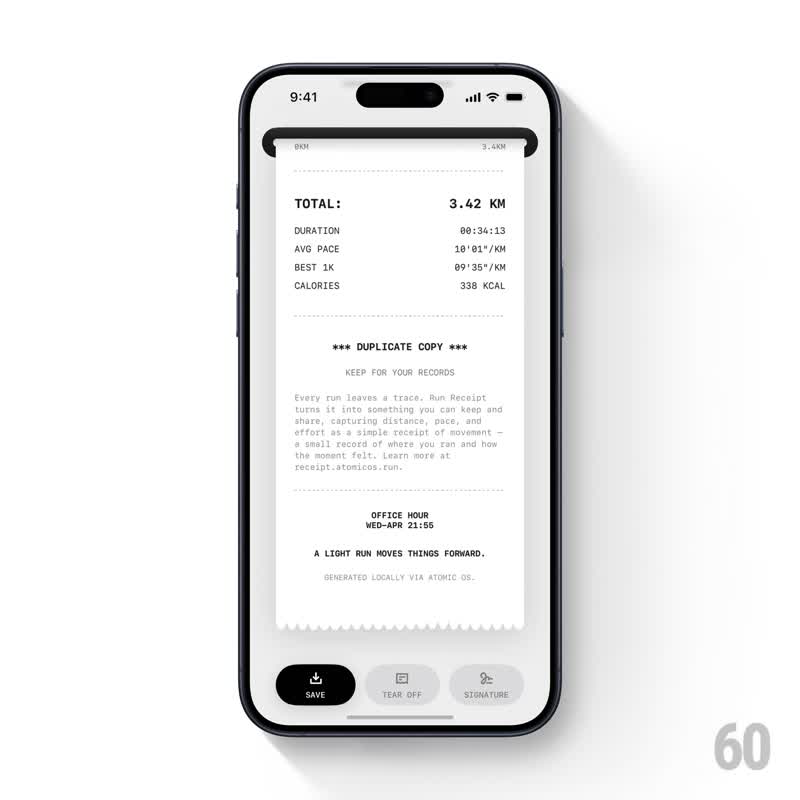 9:41
0KM 3.4KM
TOTAL: 3.42 KM
DURATION 00:34:13
AVG PACE 10'01"/KM
BEST 1K 09'35"/KM
CALORIES 338 KCAL
*** DUPLICATE COPY ***
KEEP FOR YOUR RECORDS
Every run leaves a trace. Run Receipt
turns it into something you can keep and
share, capturing distance, pace, and
effort as a simple receipt of movement —
a small record of where you ran and how
the moment felt. Learn more at
receipt.atomicos.run.
OFFICE HOUR
WED-APR 21:55
A LIGHT RUN MOVES THINGS FORWARD.
GENERATED LOCALLY VIA ATOMIC OS.
SAVE TEAR OFF SIGNATURE
60